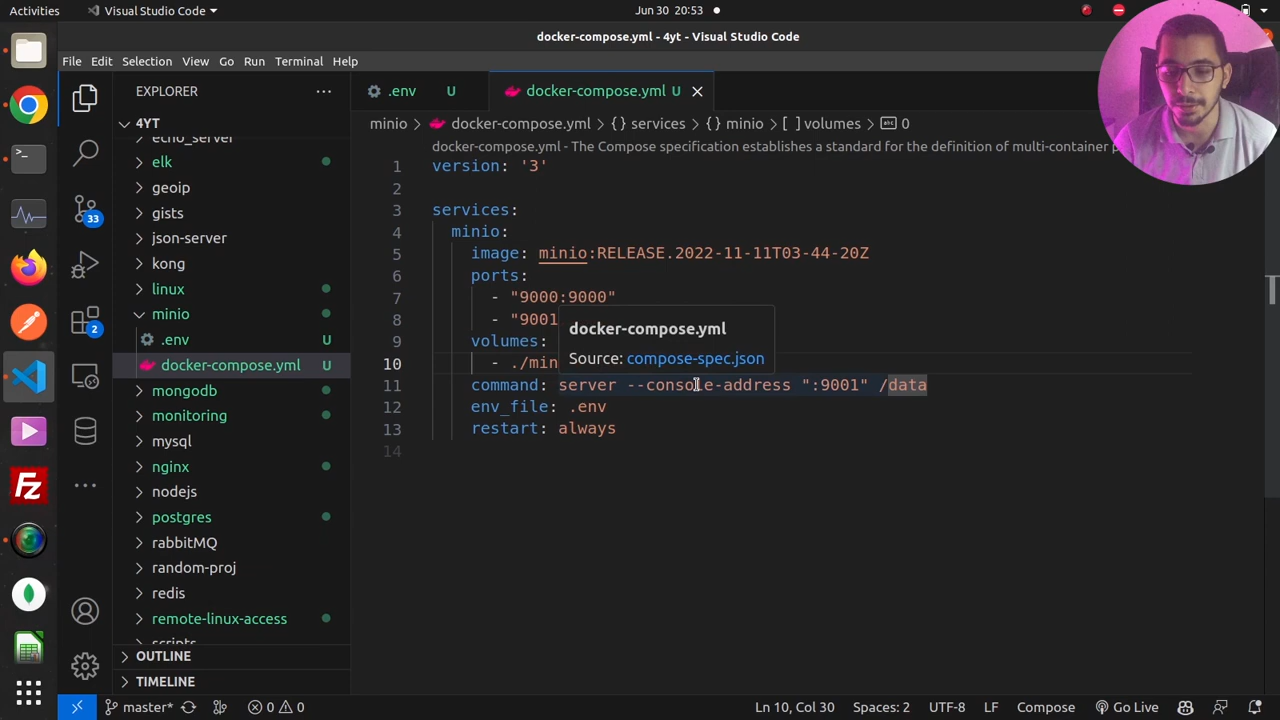 Activities
Visual Studio Code
Jun 30 20:53
docker-compose.yml - 4yt - Visual Studio Code
File Edit Selection View Go Run Terminal Help
EXPLORER
.env U
docker-compose.yml U
4YT
minio
docker-compose.yml
{} services
{} minio
[ ] volumes
abc 0
echo_server
elk
geoip
gists
json-server
kong
linux
minio
.env U
docker-compose.yml U
mongodb
monitoring
mysql
nginx
nodejs
postgres
rabbitMQ
random-proj
redis
remote-linux-access
scripts
OUTLINE
TIMELINE
33
2
docker-compose.yml - The Compose specification establishes a standard for the definition of multi-container
1 version: '3'
2
3 services:
4 minio:
5 image: minio:RELEASE.2022-11-11T03-44-20Z
6 ports:
7 - "9000:9000"
8 - "9001
9 volumes:
10 - ./min
11 command: server --console-address ":9001" /data
12 env_file: .env
13 restart: always
14
docker-compose.yml
Source: compose-spec.json
master*
0 0
Ln 10, Col 30
Spaces: 2
UTF-8
LF
Compose
Go Live